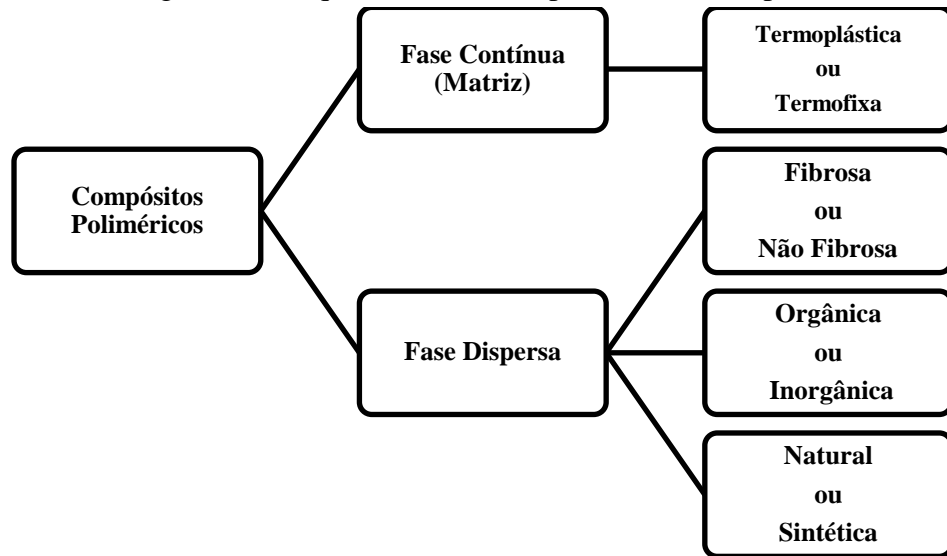 Compósitos
Poliméricos
Fase Contínua
(Matriz)
Termoplástica
ou
Termofixa
Fase Dispersa
Fibrosa
ou
Não Fibrosa
Orgânica
ou
Inorgânica
Natural
ou
Sintética